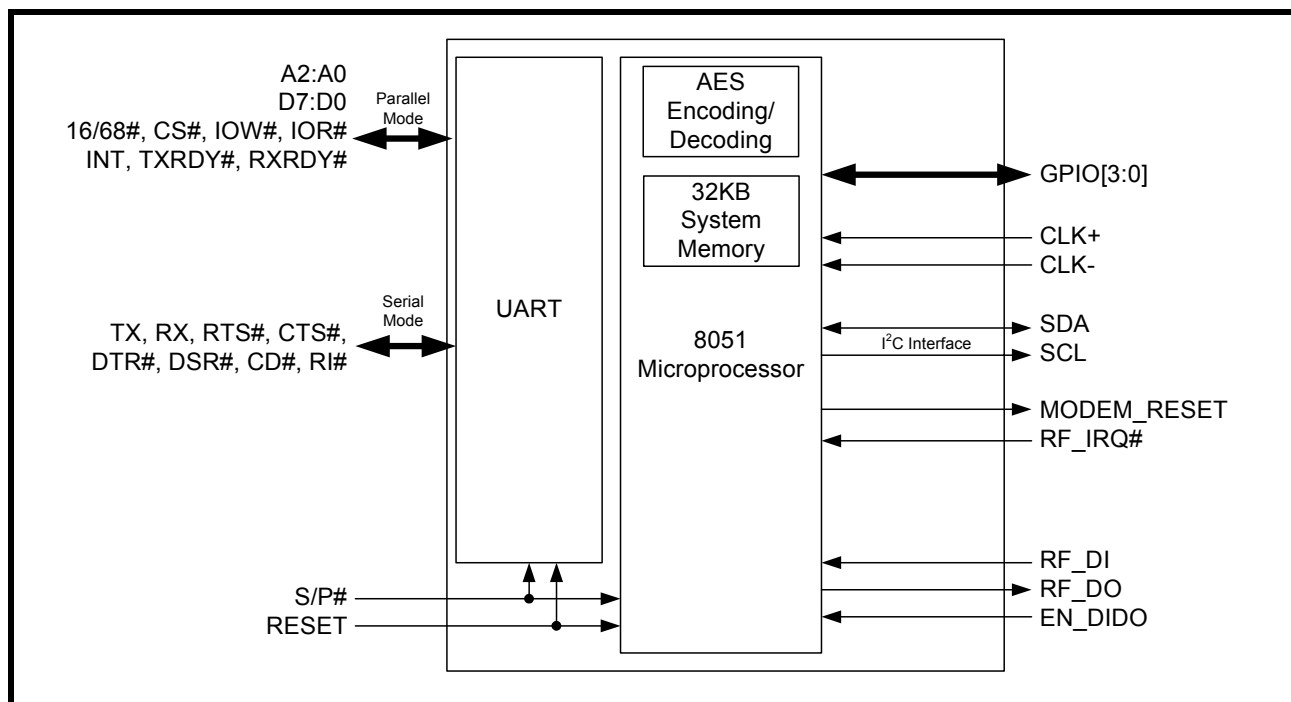 A2:A0
D7:D0
16/68#, CS#, IOW#, IOR#
INT, TXRDY#, RXRDY#
Parallel
Mode
TX, RX, RTS#, CTS#,
DTR#, DSR#, CD#, RI#
Serial
Mode
S/P#
RESET
UART
AES
Encoding/
Decoding
32KB
System
Memory
8051
Microprocessor
I²C Interface
GPIO[3:0]
CLK+
CLK-
SDA
SCL
MODEM_RESET
RF_IRQ#
RF_DI
RF_DO
EN_DIDO